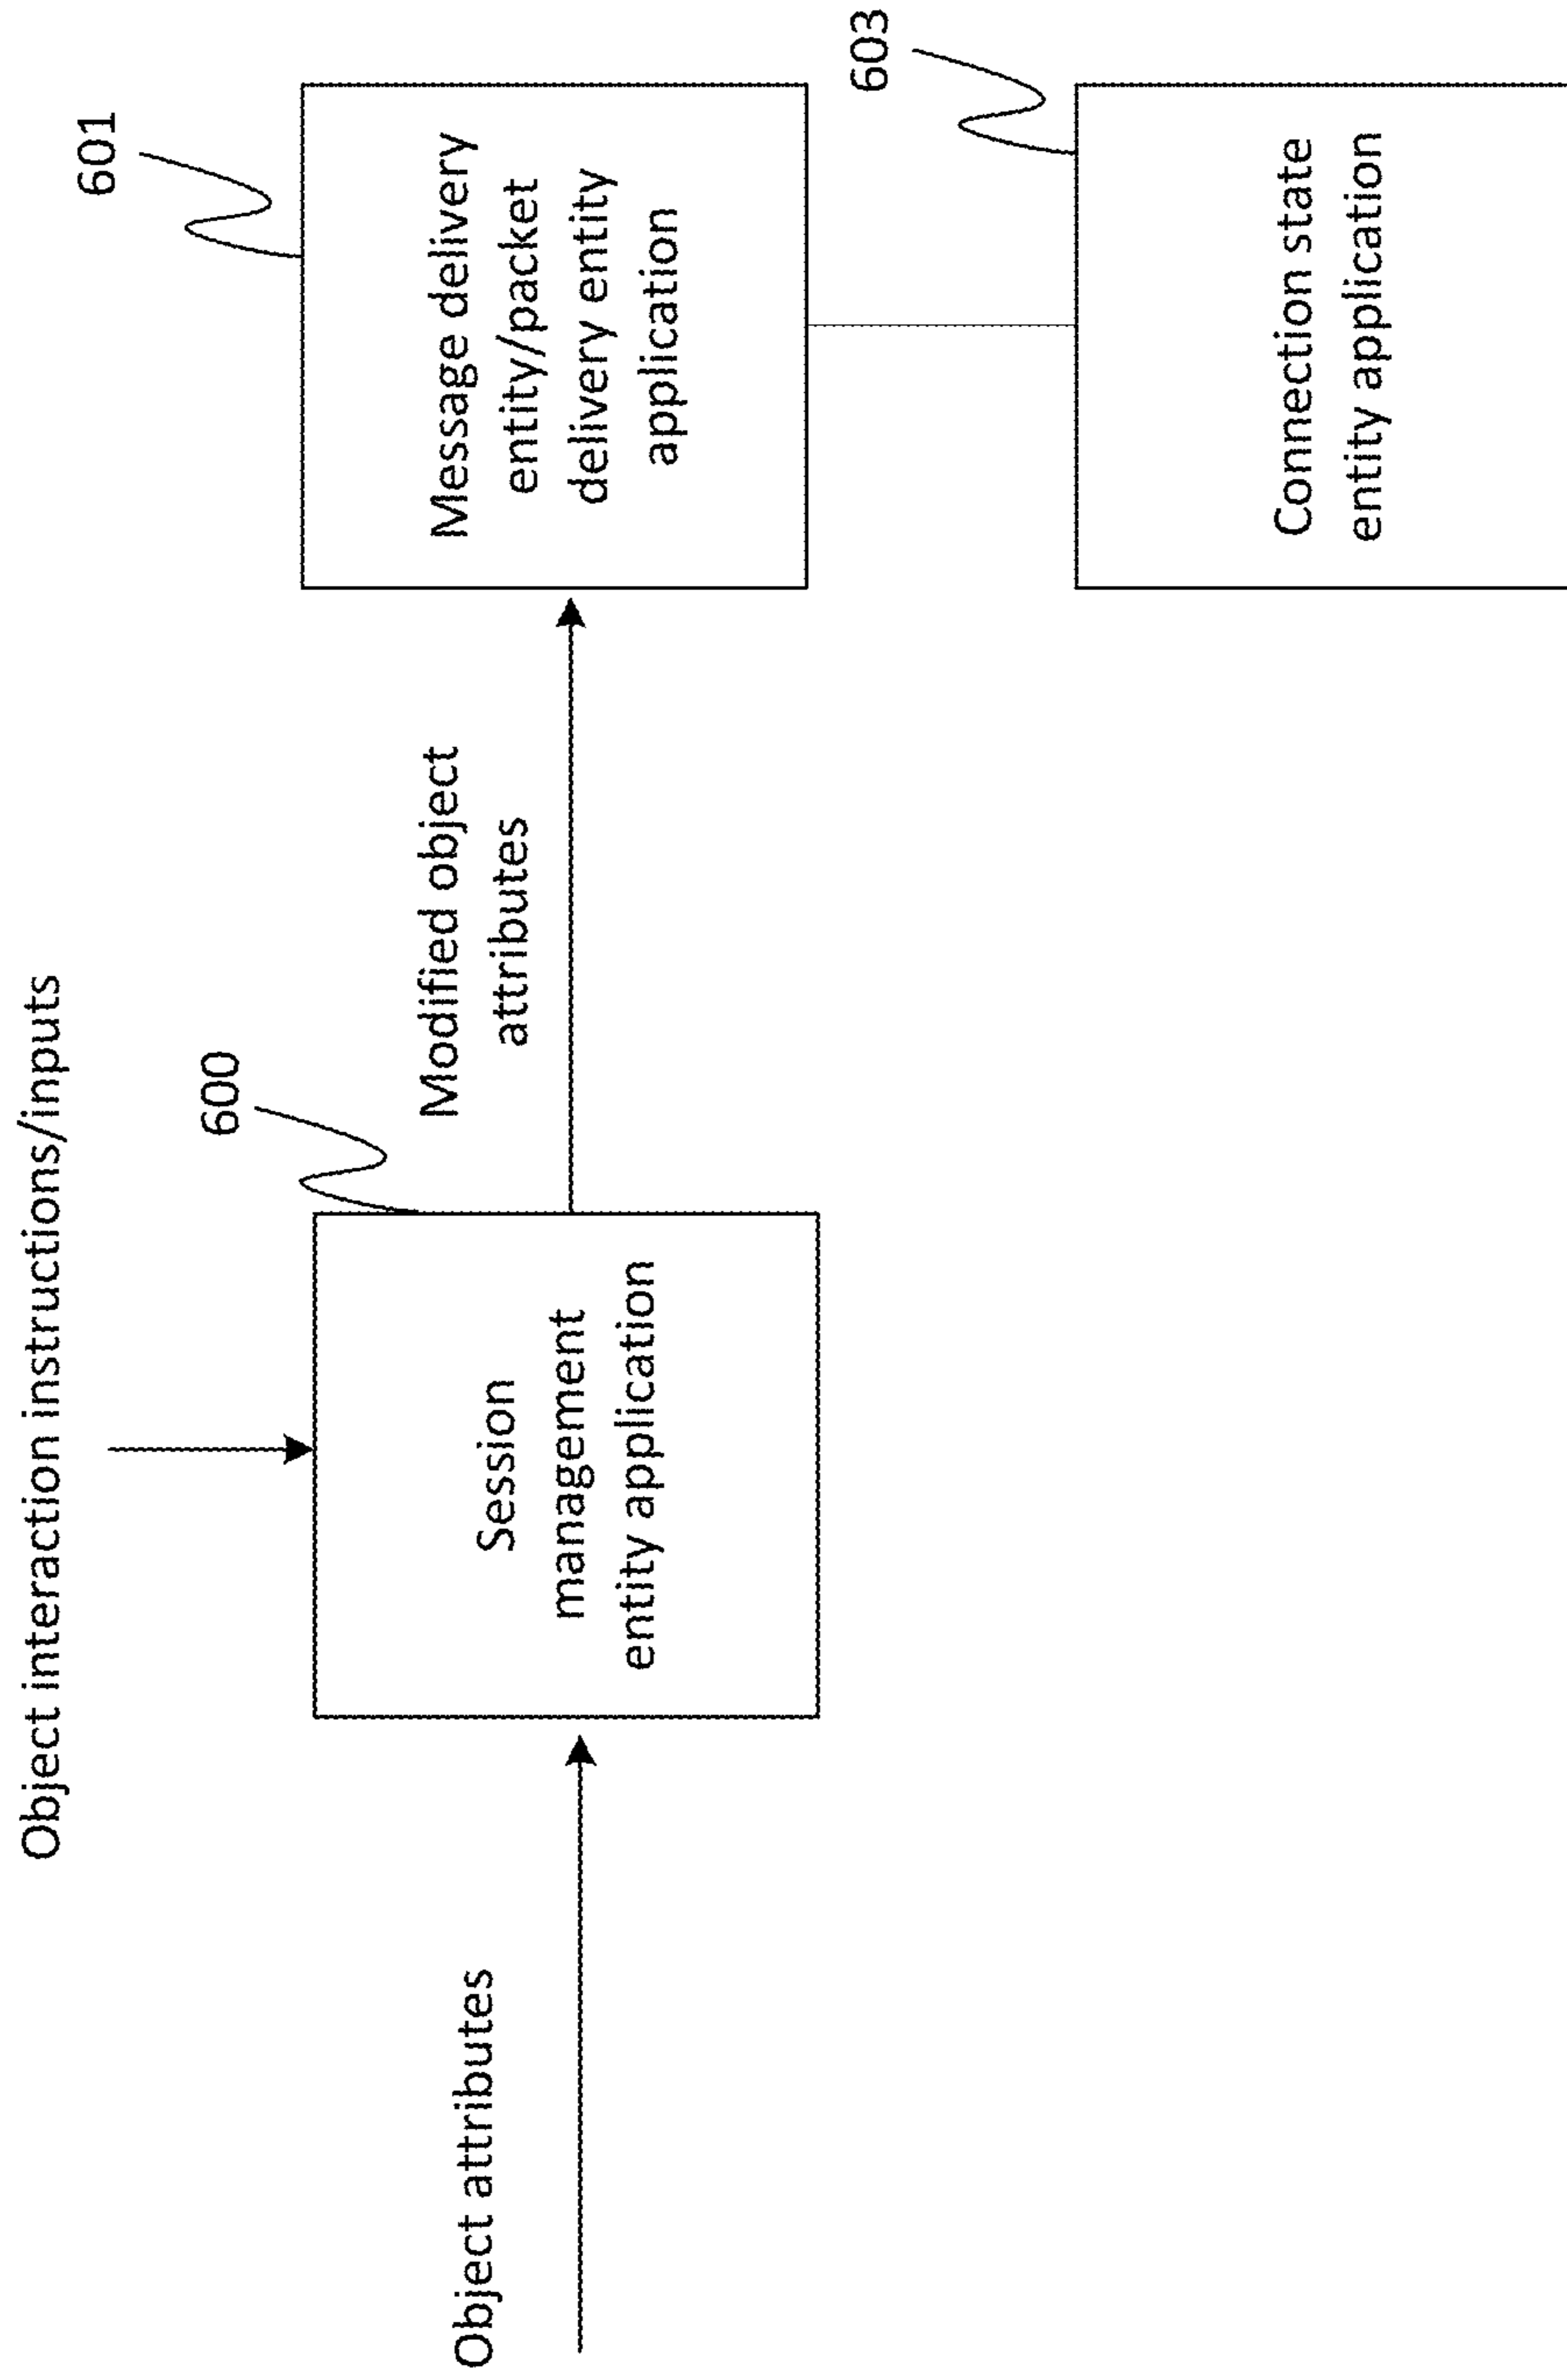 Object interaction instructions/inputs
600
601
Object attributes
Session
management
entity application
Modified object
attributes
Message delivery
entity/packet
delivery entity
application
603
Connection state
entity application